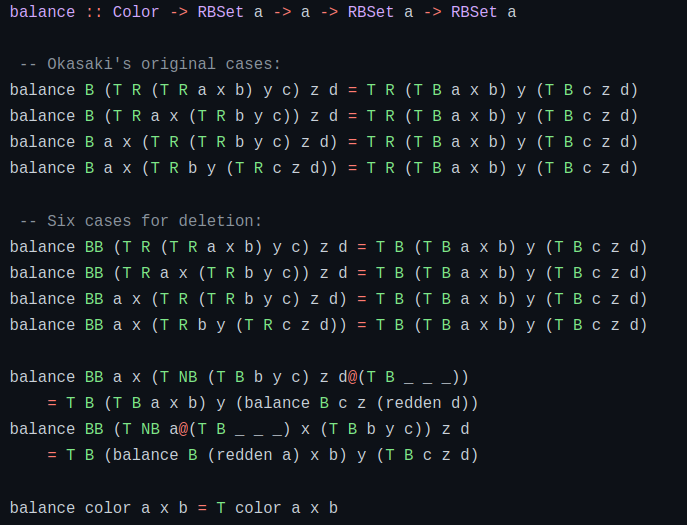 balance :: Color -> RBSet a -> a -> RBSet a -> RBSet a
-- Okasaki's original cases:
balance B (T R (T R a x b) y c) z d = T R (T B a x b) y (T B c z d)
balance B (T R a x (T R b y c)) z d = T R (T B a x b) y (T B c z d)
balance B a x (T R (T R b y c) z d) = T R (T B a x b) y (T B c z d)
balance B a x (T R b y (T R c z d)) = T R (T B a x b) y (T B c z d)
-- Six cases for deletion:
balance BB (T R (T R a x b) y c) z d = T B (T B a x b) y (T B c z d)
balance BB (T R a x (T R b y c)) z d = T B (T B a x b) y (T B c z d)
balance BB a x (T R (T R b y c) z d) = T B (T B a x b) y (T B c z d)
balance BB a x (T R b y (T R c z d)) = T B (T B a x b) y (T B c z d)
balance BB a x (T NB (T B b y c) z d@(T B _ _ _))
= T B (T B a x b) y (balance B c z (redden d))
balance BB (T NB a@(T B _ _ _) x (T B b y c)) z d
= T B (balance B (redden a) x b) y (T B c z d)
balance color a x b = T color a x b